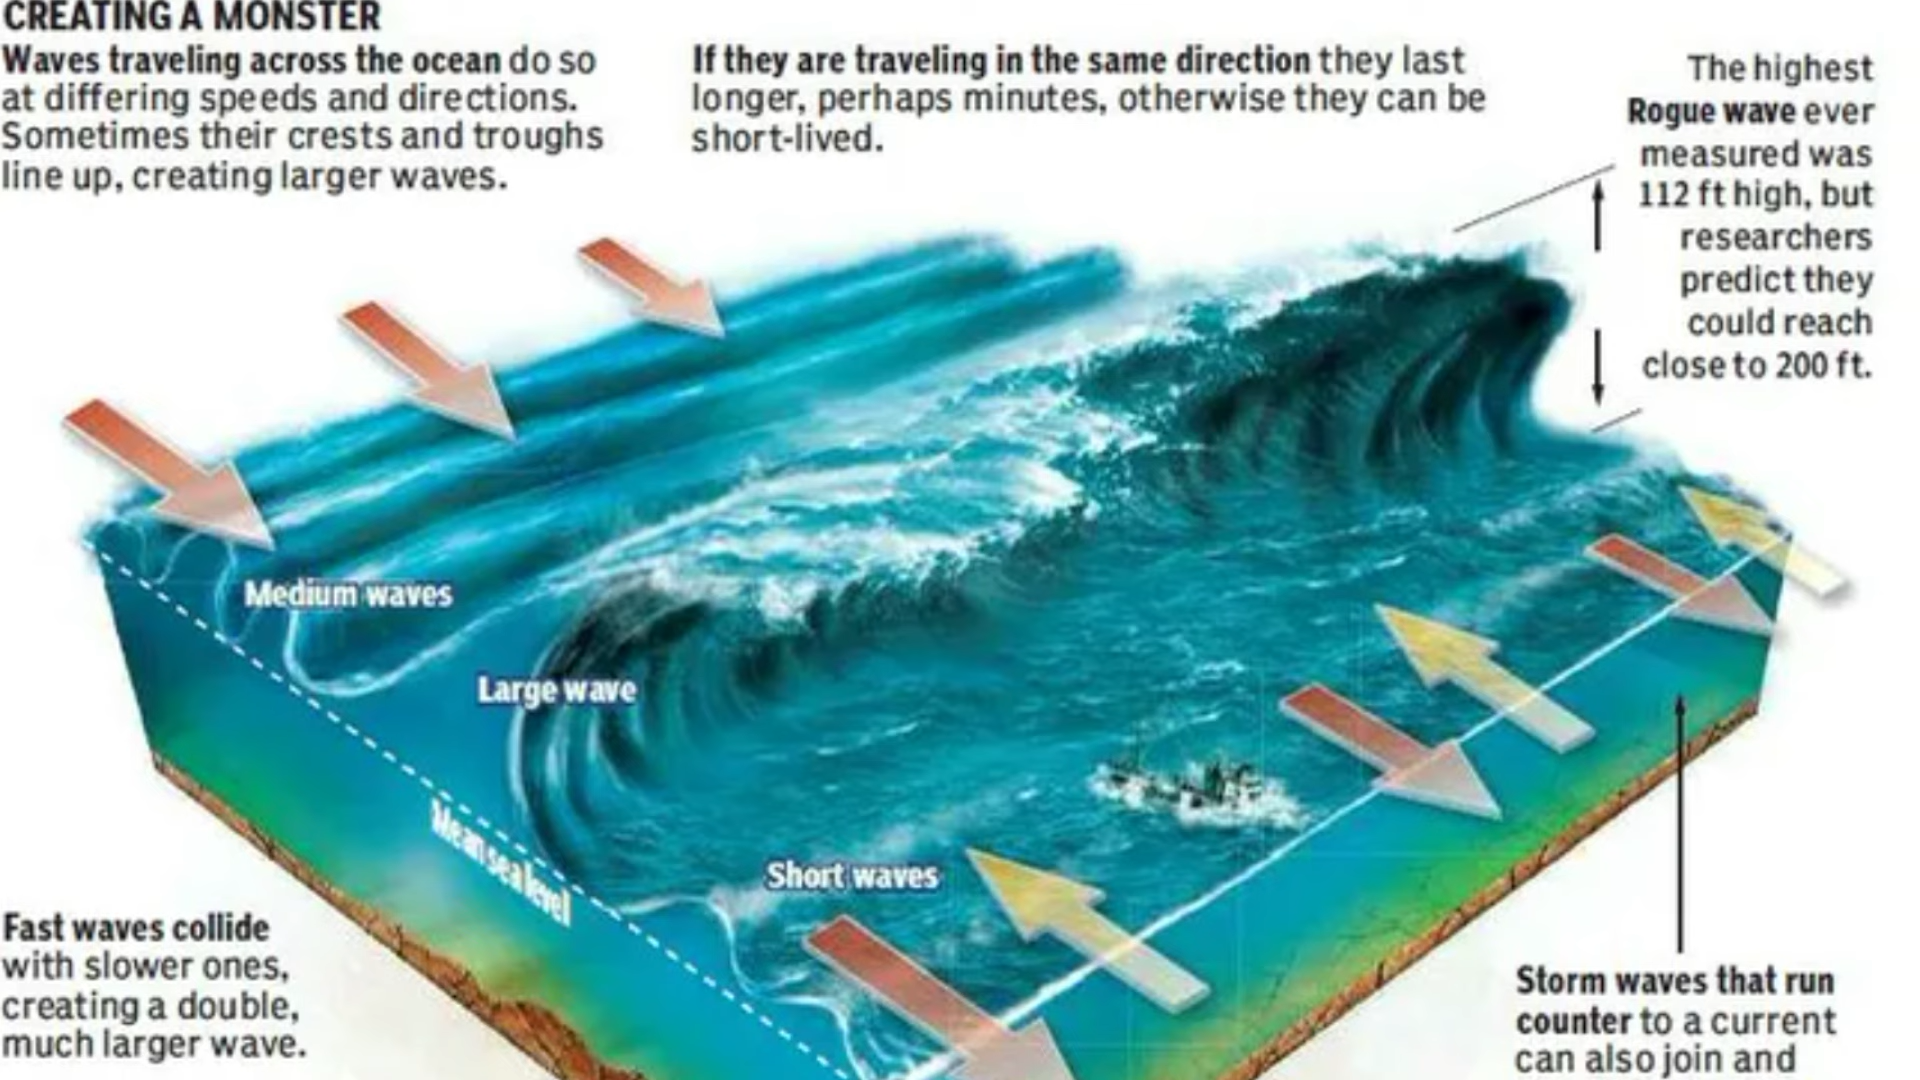 CREATING A MONSTER
Waves traveling across the ocean do so
at differing speeds and directions.
Sometimes their crests and troughs
line up, creating larger waves.
If they are traveling in the same direction they last
longer, perhaps minutes, otherwise they can be
short-lived.
The highest
Rogue wave ever
measured was
112 ft high, but
researchers
predict they
could reach
close to 200 ft.
Medium waves
Large wave
Mean sea level
Short waves
Fast waves collide
with slower ones,
creating a double,
much larger wave.
Storm waves that run
counter to a current
can also join and